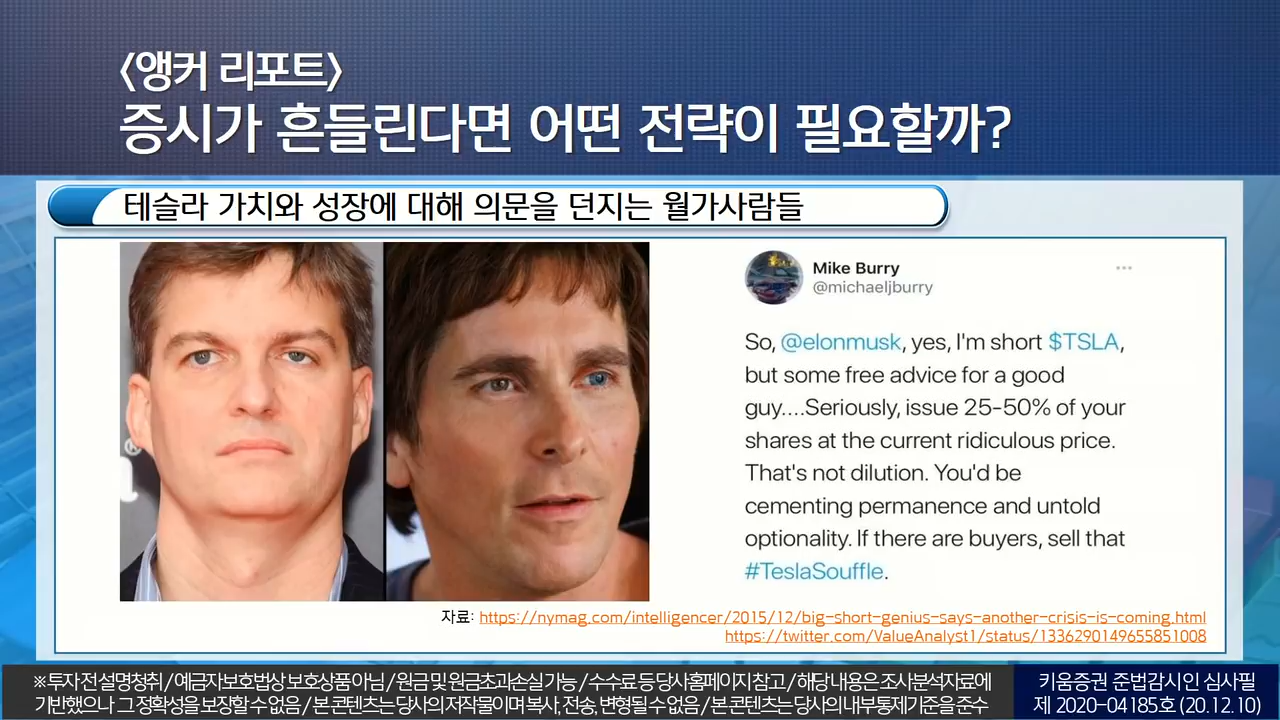 〈앵커 리포트〉
증시가 흔들린다면 어떤 전략이 필요할까?
테슬라 가치와 성장에 대해 의문을 던지는 월가사람들
Mike Burry
@michaeljburry
So, @elonmusk, yes, I'm short $TSLA,
but some free advice for a good
guy....Seriously, issue 25-50% of your
shares at the current ridiculous price.
That's not dilution. You'd be
cementing permanence and untold
optionality. If there are buyers, sell that
#TeslaSouffle.
자료: https://nymag.com/intelligencer/2015/12/big-short-genius-says-another-crisis-is-coming.html
https://twitter.com/ValueAnalyst1/status/1336290149655851008
※ 투자 전 설명청취 / 예금자보호법상 보호상품 아님 / 원금 및 원금초과손실 가능 / 수수료 등 당사홈페이지 참고 / 해당 내용은 조사분석자료에
기반했으나 그 정확성을 보장할 수 없음 / 본 콘텐츠는 당사의 저작물이며 복사, 전송, 변형될 수 없음 / 본 콘텐츠는 당사의 내부통제기준을 준수
키움증권 준법감시인 심사필
제 2020-04185호 (20.12.10)